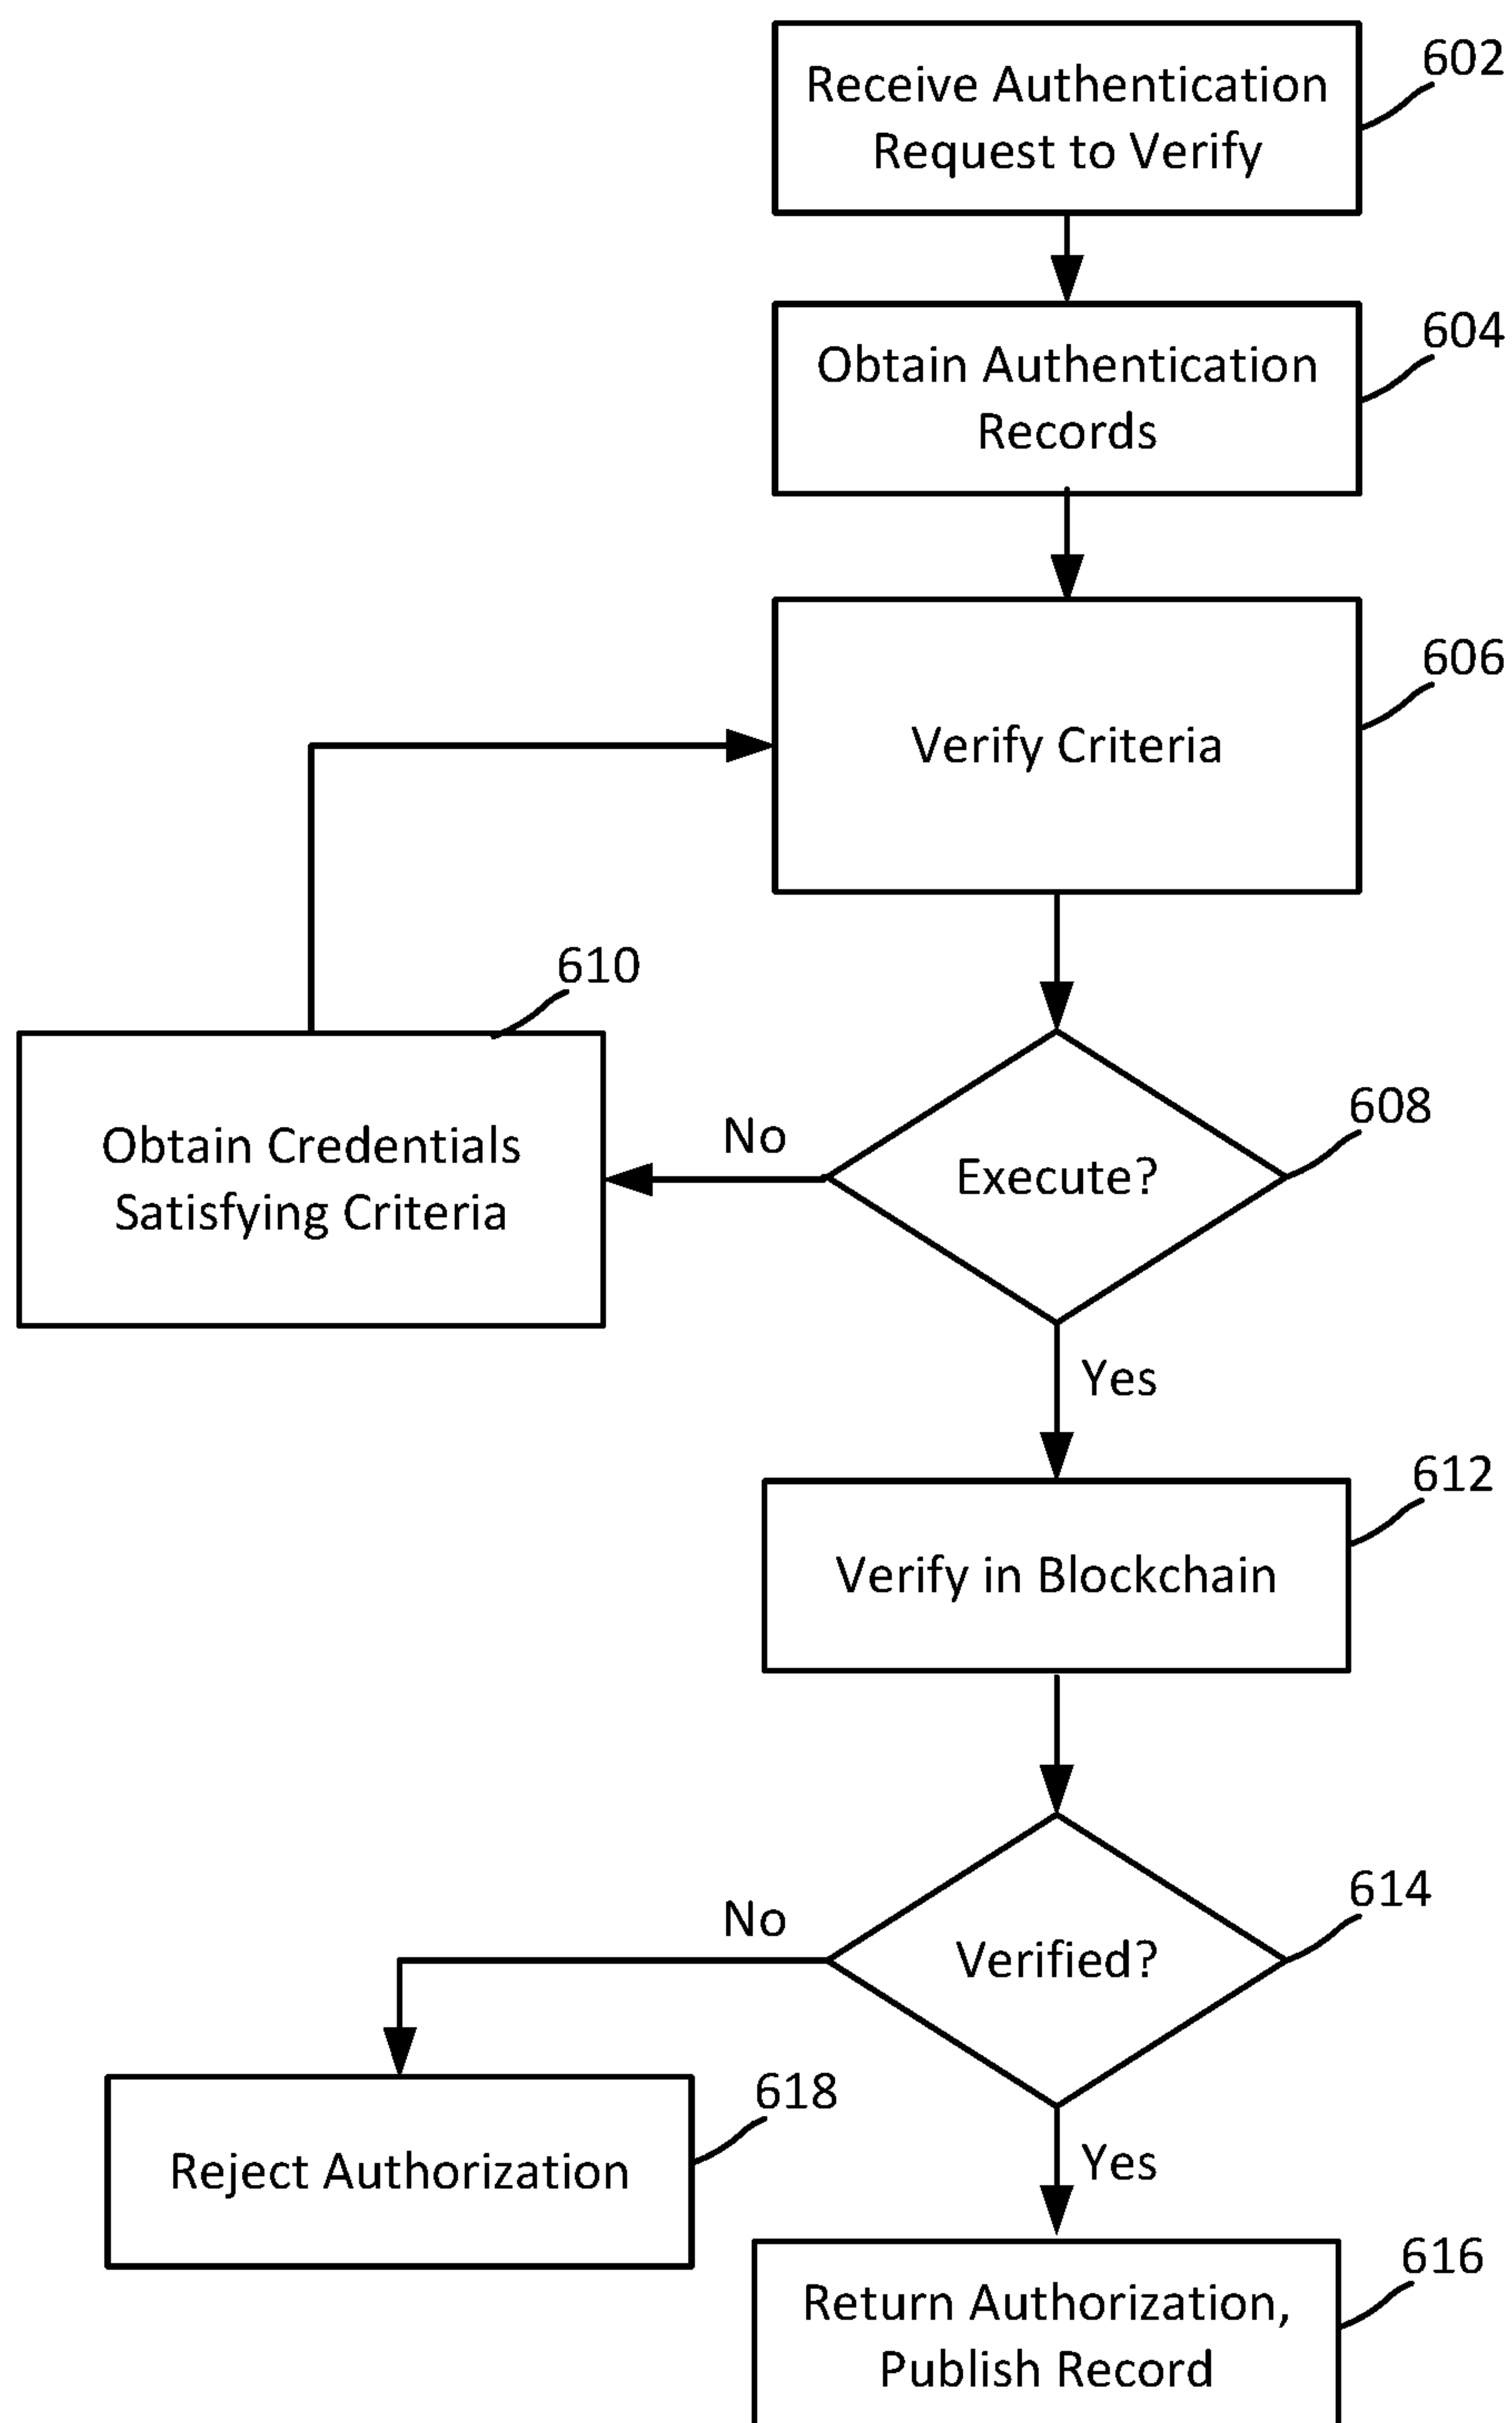 602
Receive Authentication
Request to Verify
604
Obtain Authentication
Records
606
Verify Criteria
610
Obtain Credentials
Satisfying Criteria
No
608
Execute?
Yes
612
Verify in Blockchain
614
No
Verified?
618
Reject Authorization
Yes
616
Return Authorization,
Publish Record